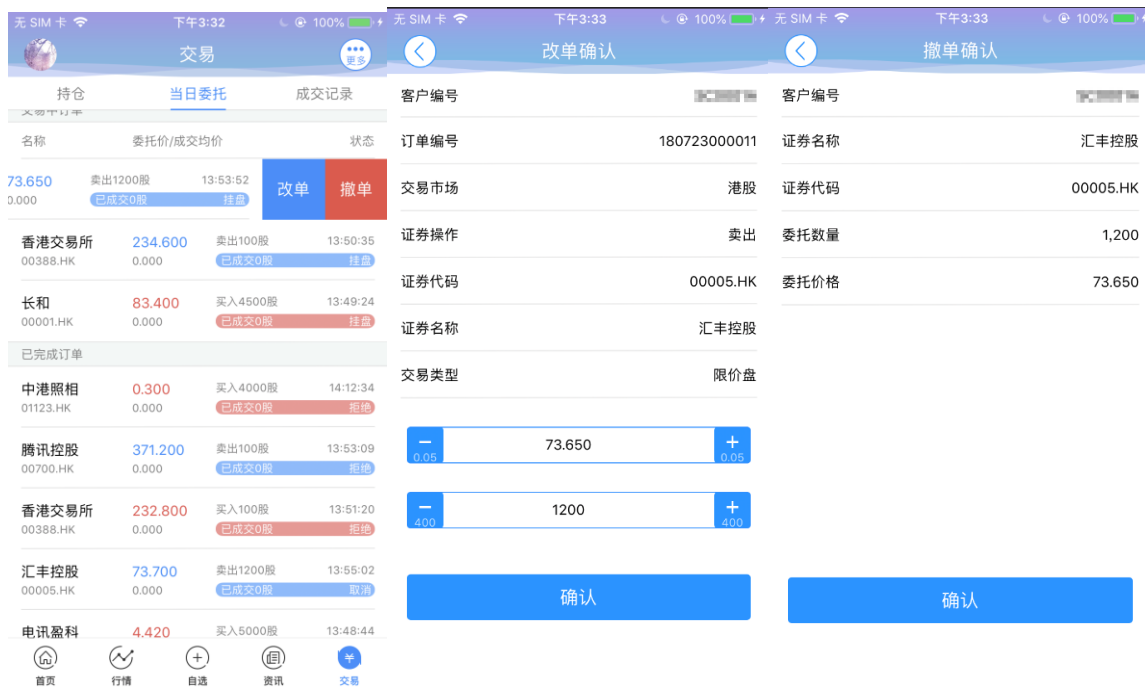 无 SIM 卡 下午3:32 100%
交易
更多
持仓 当日委托 成交记录
交易中订单
名称 委托价/成交均价 状态
73.650 卖出1200股 13:53:52 改单 撤单
0.000 已成交0股 挂盘
香港交易所 234.600 卖出100股 13:50:35
00388.HK 0.000 已成交0股 挂盘
长和 83.400 买入4500股 13:49:24
00001.HK 0.000 已成交0股 挂盘
已完成订单
中港照相 0.300 买入4000股 14:12:34
01123.HK 0.000 已成交0股 拒绝
腾讯控股 371.200 卖出100股 13:53:09
00700.HK 0.000 已成交0股 拒绝
香港交易所 232.800 买入100股 13:51:20
00388.HK 0.000 已成交0股 拒绝
汇丰控股 73.700 卖出1200股 13:55:02
00005.HK 0.000 已成交0股 取消
电讯盈科 4.420 买入5000股 13:48:44
首页 行情 自选 资讯 交易
无 SIM 卡 下午3:33 100%
改单确认
客户编号
订单编号 180723000011
交易市场 港股
证券操作 卖出
证券代码 00005.HK
证券名称 汇丰控股
交易类型 限价盘
− 73.650 +
0.05 0.05
− 1200 +
400 400
确认
无 SIM 卡 下午3:33 100%
撤单确认
客户编号
证券名称 汇丰控股
证券代码 00005.HK
委托数量 1,200
委托价格 73.650
确认